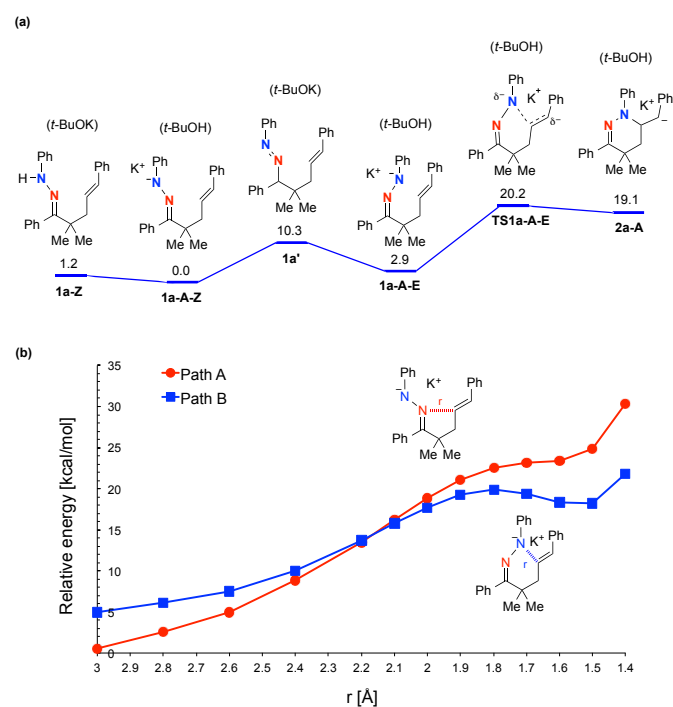 (a)
(t-BuOK)
H
N
N
Ph
Ph
Me Me
1.2
1a-Z
(t-BuOH)
Ph
K+
N
−
N
Ph
Ph
Me Me
0.0
1a-A-Z
(t-BuOK)
Ph
N
N
Ph
Ph
Me Me
10.3
1a'
(t-BuOH)
Ph
K+
−
N
N
Ph
Ph
Me Me
2.9
1a-A-E
(t-BuOH)
Ph
δ−
N
K+
Ph
δ−
N
Ph
Me Me
20.2
TS1a-A-E
(t-BuOH)
Ph
N
K+
Ph
−
N
Ph
Me Me
19.1
2a-A
(b)
Path A
Path B
Relative energy [kcal/mol]
35
30
25
20
15
10
5
0
Ph
−
N
K+
Ph
N
r
Ph
Me Me
Ph
−
N
K+
Ph
N
r
Ph
Me Me
3 2.9 2.8 2.7 2.6 2.5 2.4 2.3 2.2 2.1 2 1.9 1.8 1.7 1.6 1.5 1.4
r [Å]